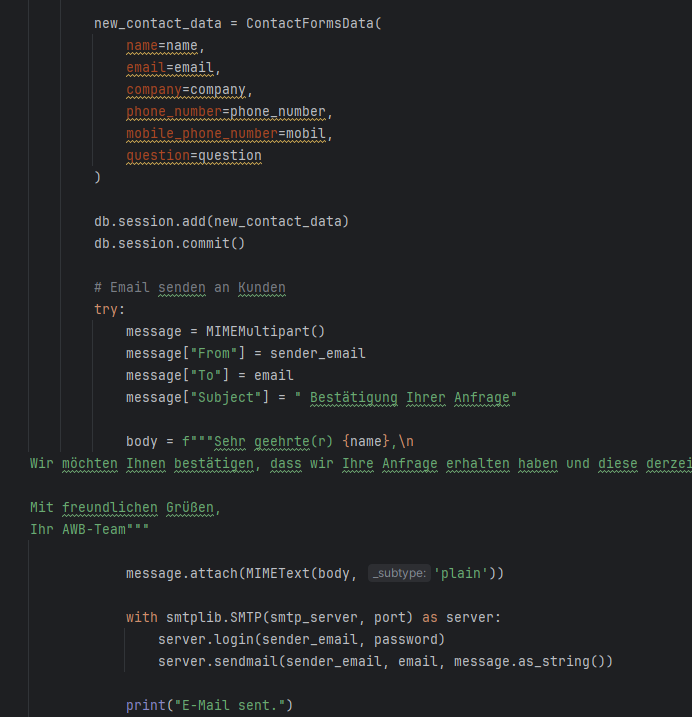 new_contact_data = ContactFormsData(
name=name,
email=email,
company=company,
phone_number=phone_number,
mobile_phone_number=mobil,
question=question
)
db.session.add(new_contact_data)
db.session.commit()
# Email senden an Kunden
try:
message = MIMEMultipart()
message["From"] = sender_email
message["To"] = email
message["Subject"] = " Bestätigung Ihrer Anfrage"
body = f"""Sehr geehrte(r) {name},\n
Wir möchten Ihnen bestätigen, dass wir Ihre Anfrage erhalten haben und diese derzei
Mit freundlichen Grüßen,
Ihr AWB-Team"""
message.attach(MIMEText(body, _subtype: 'plain'))
with smtplib.SMTP(smtp_server, port) as server:
server.login(sender_email, password)
server.sendmail(sender_email, email, message.as_string())
print("E-Mail sent.")